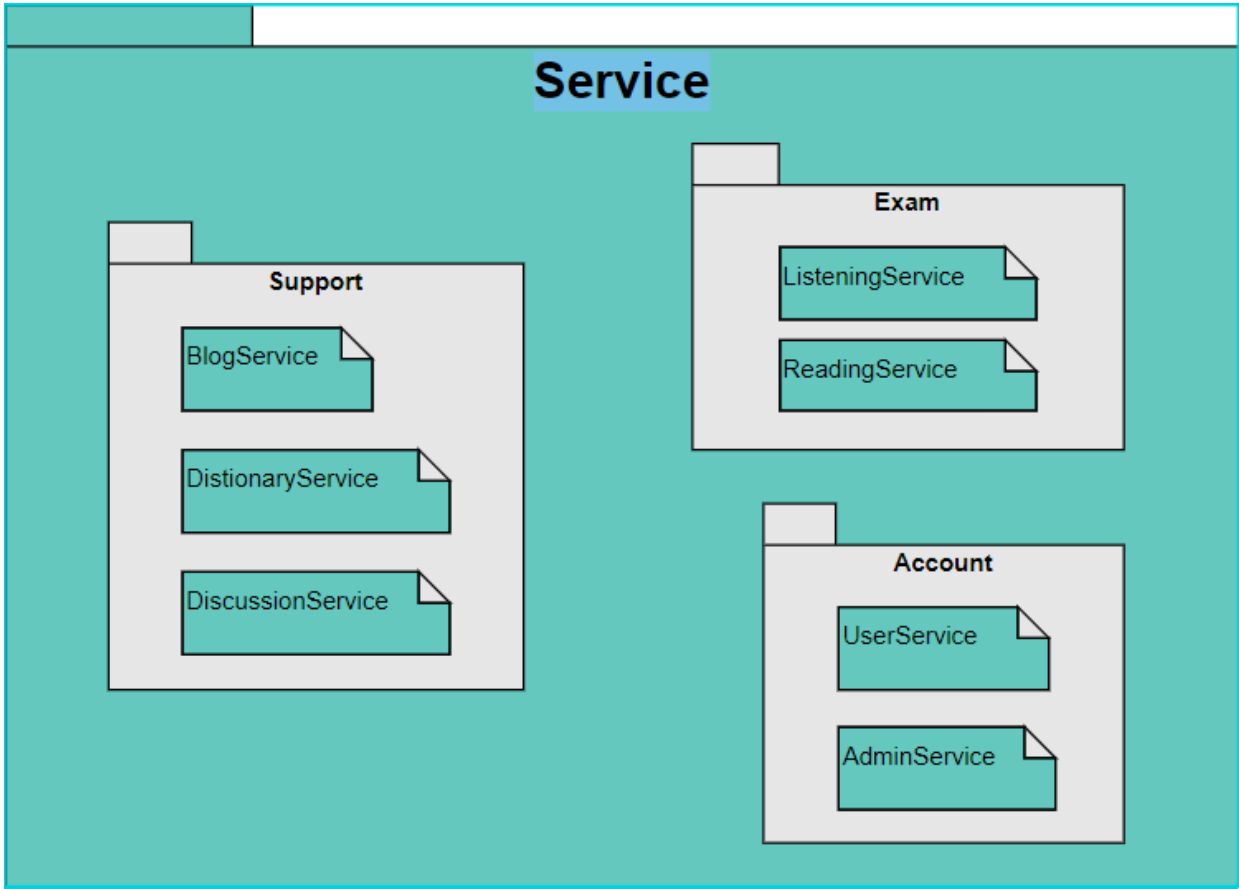 Service
Support
BlogService
DistionaryService
DiscussionService
Exam
ListeningService
ReadingService
Account
UserService
AdminService